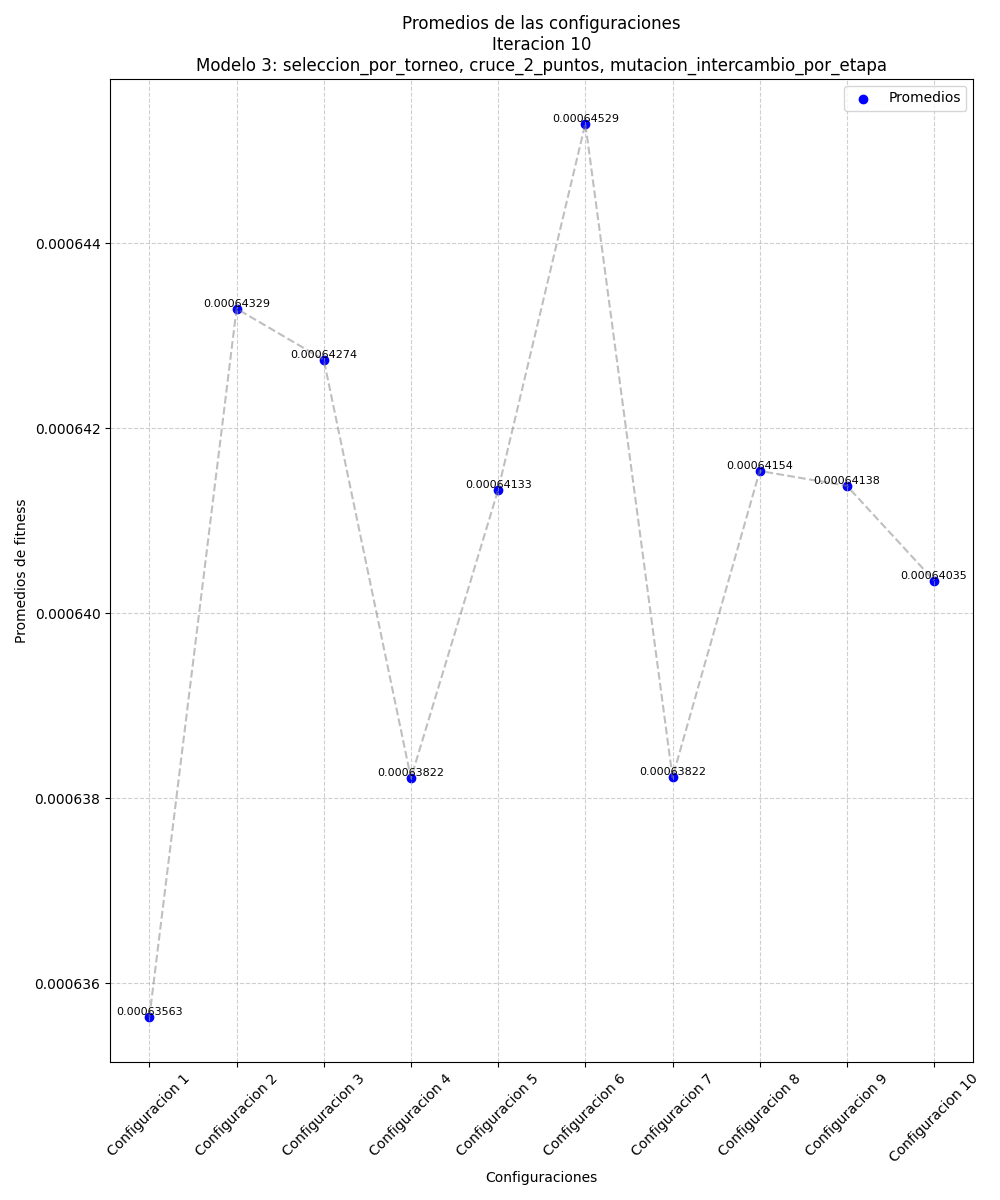 Promedios de las configuraciones
Iteracion 10
Modelo 3: seleccion_por_torneo, cruce_2_puntos, mutacion_intercambio_por_etapa
Promedios
0.00064529
0.000644
0.00064329
0.00064274
0.000642
0.00064133
0.00064154
0.00064138
0.00064035
0.000640
0.00063822
0.00063822
0.000638
0.000636
0.00063563
Promedios de fitness
Configuracion 1
Configuracion 2
Configuracion 3
Configuracion 4
Configuracion 5
Configuracion 6
Configuracion 7
Configuracion 8
Configuracion 9
Configuracion 10
Configuraciones